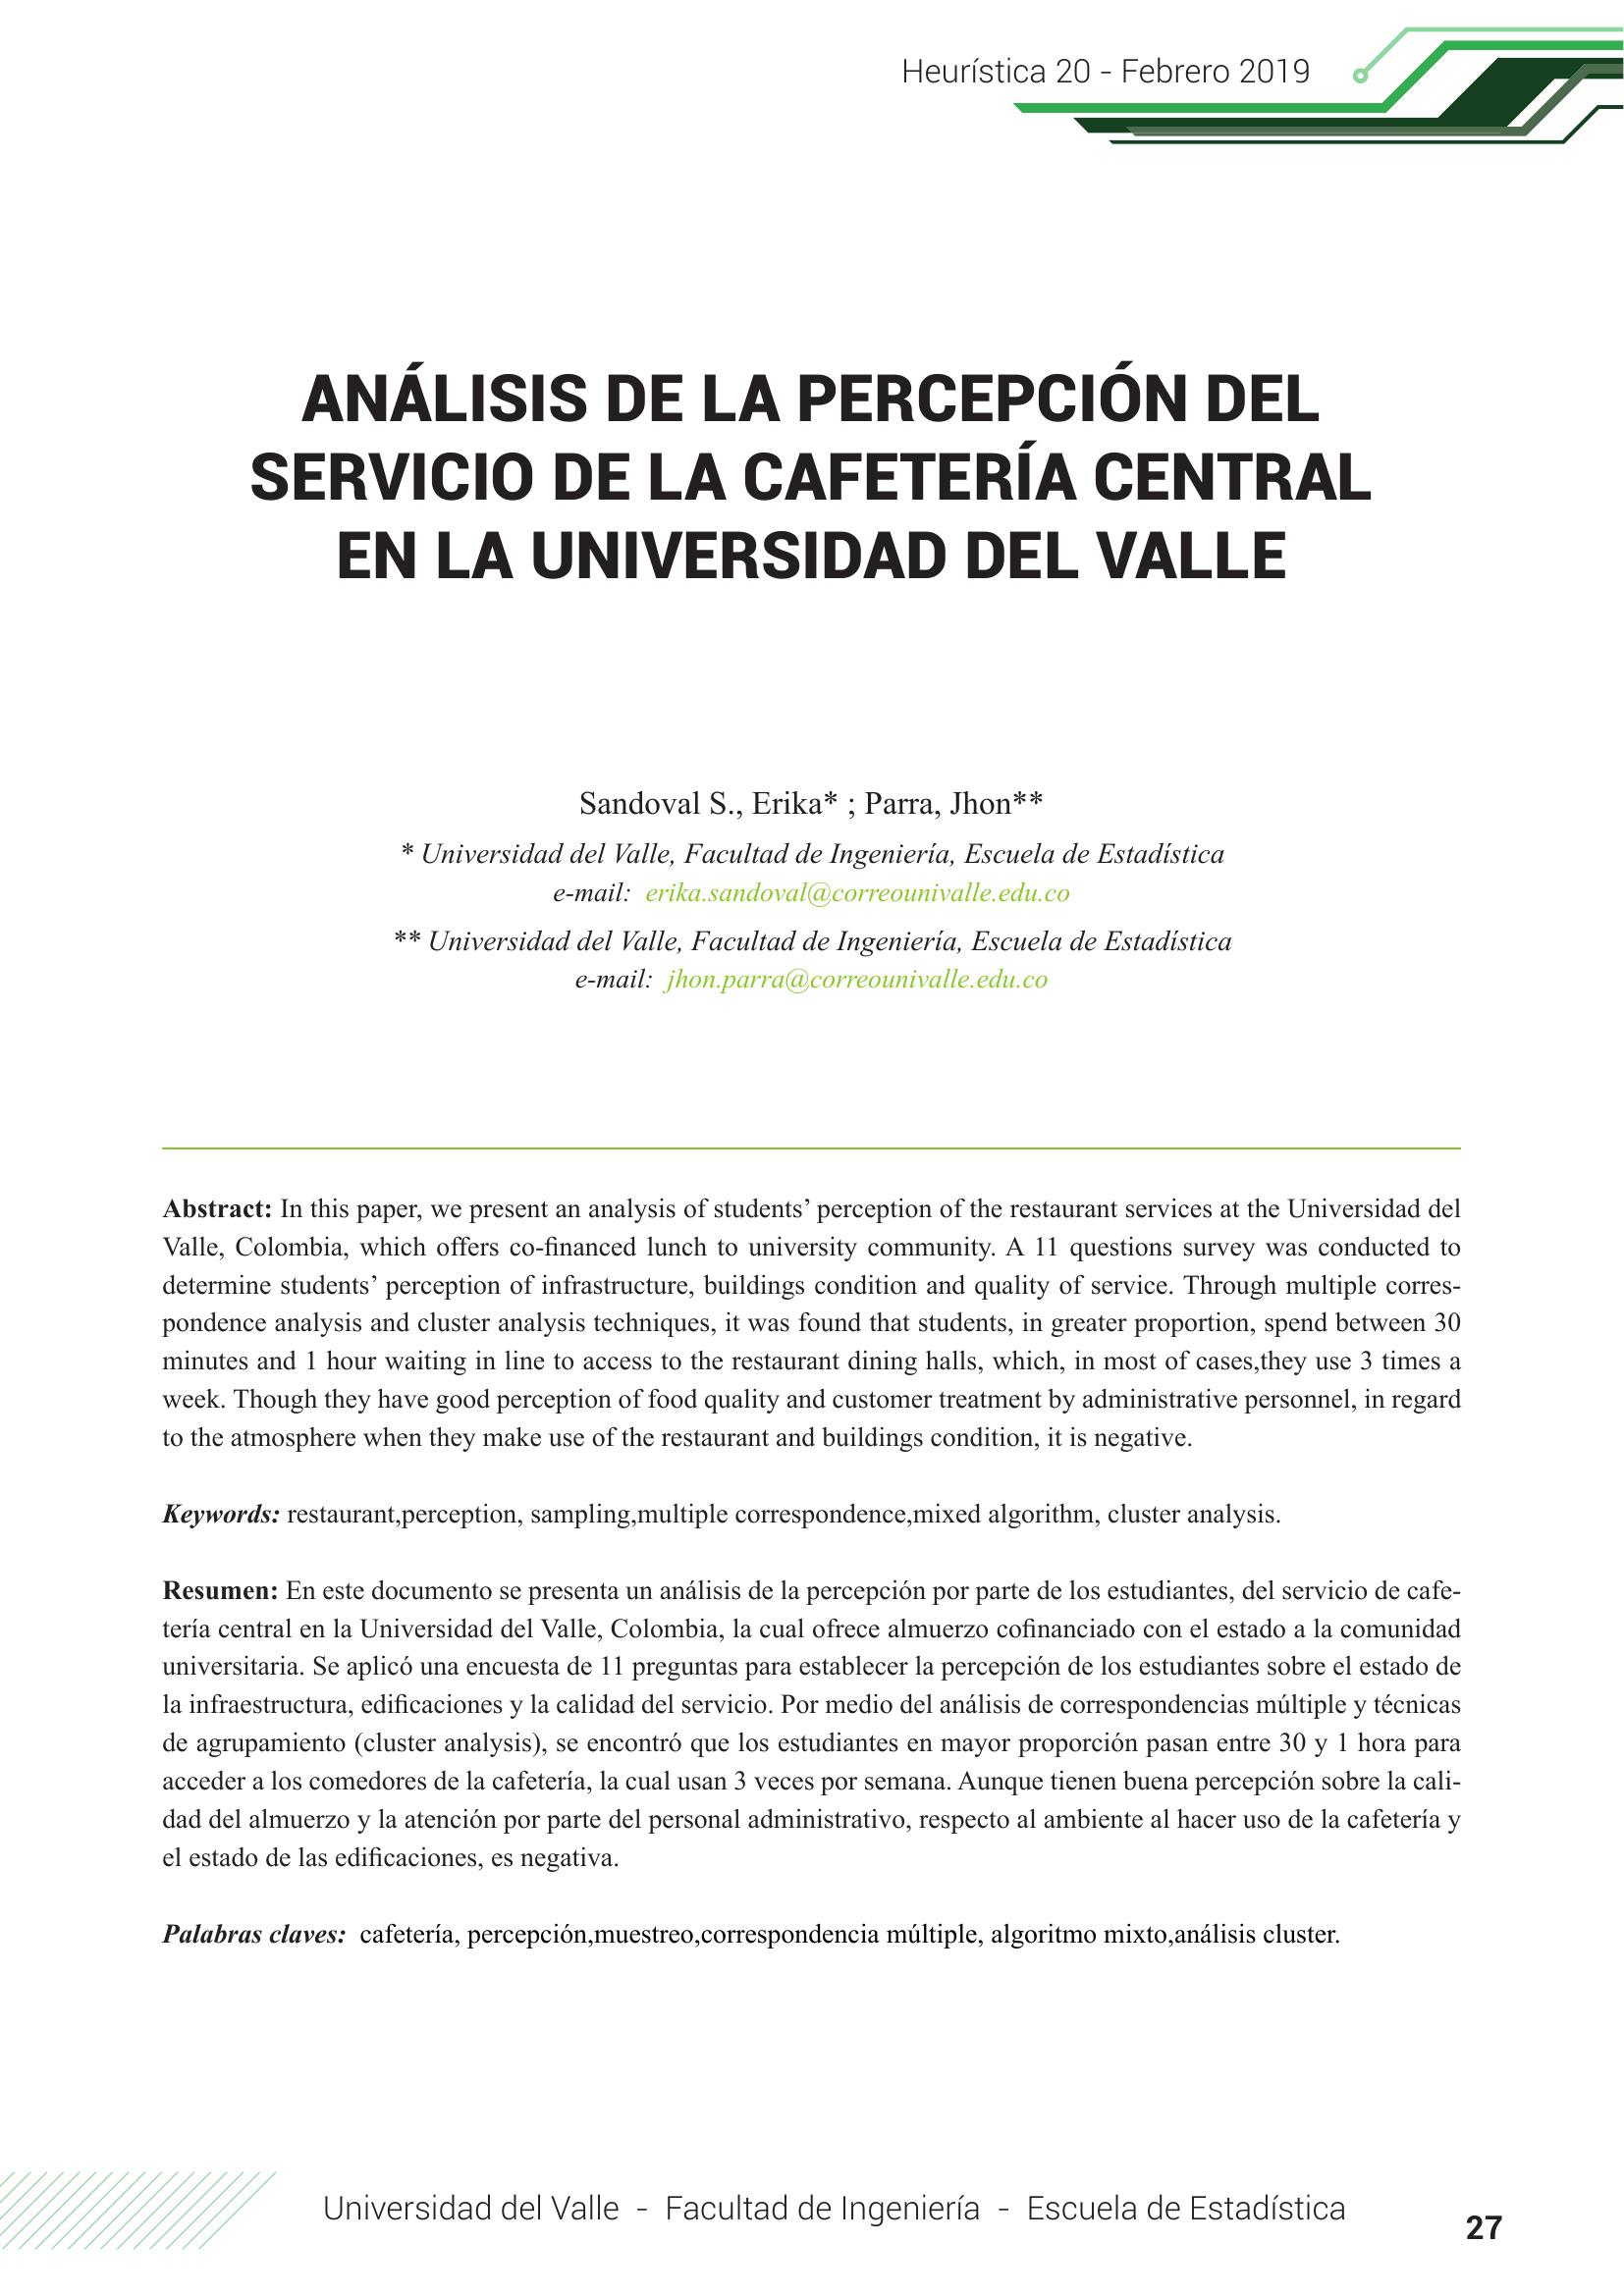 Heurística 20 - Febrero 2019
ANÁLISIS DE LA PERCEPCIÓN DEL
SERVICIO DE LA CAFETERÍA CENTRAL
EN LA UNIVERSIDAD DEL VALLE
Sandoval S., Erika* ; Parra, Jhon**
* Universidad del Valle, Facultad de Ingeniería, Escuela de Estadística
e-mail: erika.sandoval@correounivalle.edu.co
** Universidad del Valle, Facultad de Ingeniería, Escuela de Estadística
e-mail: jhon.parra@correounivalle.edu.co
Abstract: In this paper, we present an analysis of students’ perception of the restaurant services at the Universidad del
Valle, Colombia, which offers co-financed lunch to university community. A 11 questions survey was conducted to
determine students’ perception of infrastructure, buildings condition and quality of service. Through multiple corres-
pondence analysis and cluster analysis techniques, it was found that students, in greater proportion, spend between 30
minutes and 1 hour waiting in line to access to the restaurant dining halls, which, in most of cases,they use 3 times a
week. Though they have good perception of food quality and customer treatment by administrative personnel, in regard
to the atmosphere when they make use of the restaurant and buildings condition, it is negative.
Keywords: restaurant,perception, sampling,multiple correspondence,mixed algorithm, cluster analysis.
Resumen: En este documento se presenta un análisis de la percepción por parte de los estudiantes, del servicio de cafe-
tería central en la Universidad del Valle, Colombia, la cual ofrece almuerzo cofinanciado con el estado a la comunidad
universitaria. Se aplicó una encuesta de 11 preguntas para establecer la percepción de los estudiantes sobre el estado de
la infraestructura, edificaciones y la calidad del servicio. Por medio del análisis de correspondencias múltiple y técnicas
de agrupamiento (cluster analysis), se encontró que los estudiantes en mayor proporción pasan entre 30 y 1 hora para
acceder a los comedores de la cafetería, la cual usan 3 veces por semana. Aunque tienen buena percepción sobre la cali-
dad del almuerzo y la atención por parte del personal administrativo, respecto al ambiente al hacer uso de la cafetería y
el estado de las edificaciones, es negativa.
Palabras claves: cafetería, percepción,muestreo,correspondencia múltiple, algoritmo mixto,análisis cluster.
Universidad del Valle - Facultad de Ingeniería - Escuela de Estadística
27